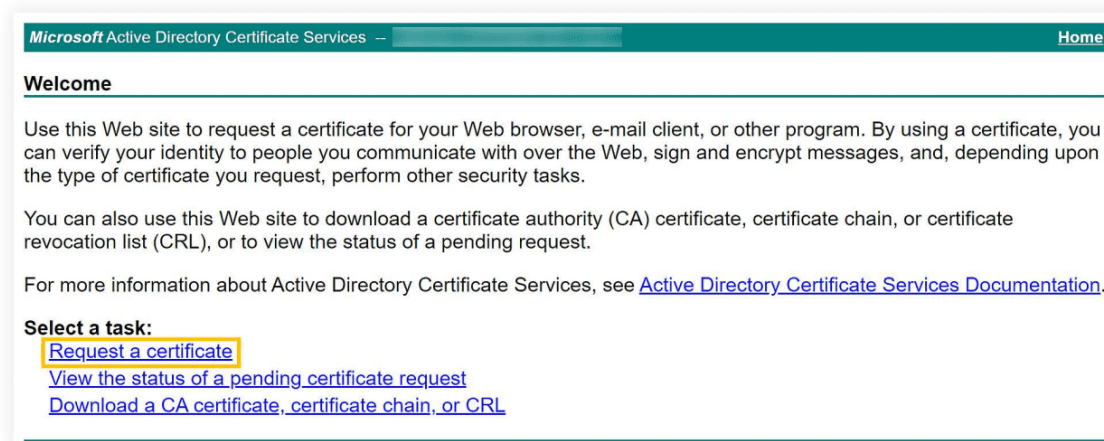 Microsoft Active Directory Certificate Services --
Home
Welcome
Use this Web site to request a certificate for your Web browser, e-mail client, or other program. By using a certificate, you
can verify your identity to people you communicate with over the Web, sign and encrypt messages, and, depending upon
the type of certificate you request, perform other security tasks.
You can also use this Web site to download a certificate authority (CA) certificate, certificate chain, or certificate
revocation list (CRL), or to view the status of a pending request.
For more information about Active Directory Certificate Services, see Active Directory Certificate Services Documentation.
Select a task:
Request a certificate
View the status of a pending certificate request
Download a CA certificate, certificate chain, or CRL